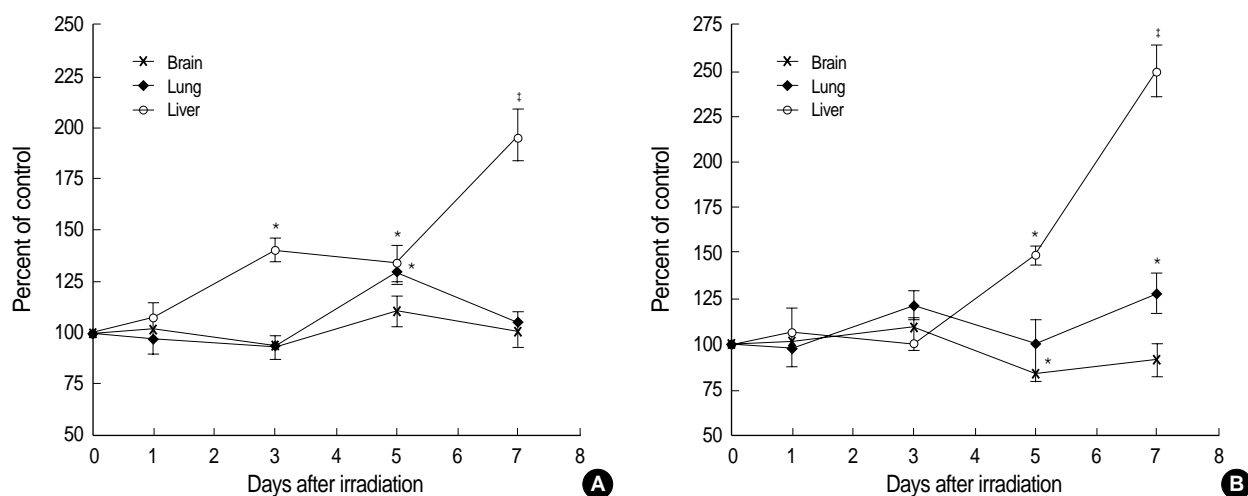 250
225
200
175
150
125
100
75
50
Percent of control
Brain
Lung
Liver
*
*
*
‡
0 1 2 3 4 5 6 7 8
Days after irradiation
A
275
250
225
200
175
150
125
100
75
50
Percent of control
Brain
Lung
Liver
*
*
*
‡
0 1 2 3 4 5 6 7 8
Days after irradiation
B